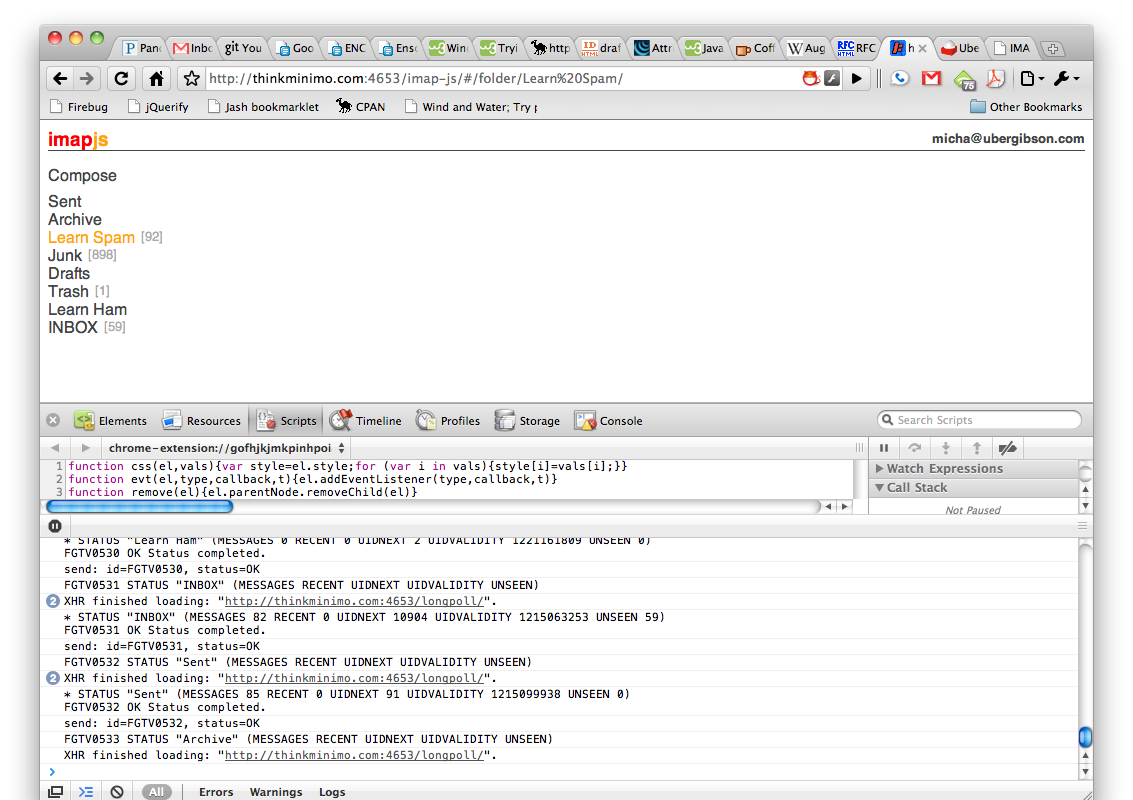 Pan Inbo git You Goo ENC Ens Win Tryi http draf Attr Java Coff Aug RFC h Ube IMA
http://thinkminimo.com:4653/imap-js/#/folder/Learn%20Spam/
75
Firebug jQuerify Jash bookmarklet CPAN Wind and Water; Try Other Bookmarks
imapjs micha@ubergibson.com
Compose
Sent
Archive
Learn Spam [92]
Junk [898]
Drafts
Trash [1]
Learn Ham
INBOX [59]
Elements Resources Scripts Timeline Profiles Storage Console Search Scripts
chrome-extension://gofhjkjmkpinhpoi
1 function css(el,vals){var style=el.style;for (var i in vals){style[i]=vals[i];}}
2 function evt(el,type,callback,t){el.addEventListener(type,callback,t)}
3 function remove(el){el.parentNode.removeChild(el)}
Watch Expressions
Call Stack
Not Paused
* STATUS "Learn Ham" (MESSAGES 0 RECENT 0 UIDNEXT 2 UIDVALIDITY 1221161809 UNSEEN 0)
FGTV0530 OK Status completed.
send: id=FGTV0530, status=OK
FGTV0531 STATUS "INBOX" (MESSAGES RECENT UIDNEXT UIDVALIDITY UNSEEN)
2 XHR finished loading: "http://thinkminimo.com:4653/longpoll/".
* STATUS "INBOX" (MESSAGES 82 RECENT 0 UIDNEXT 10904 UIDVALIDITY 1215063253 UNSEEN 59)
FGTV0531 OK Status completed.
send: id=FGTV0531, status=OK
FGTV0532 STATUS "Sent" (MESSAGES RECENT UIDNEXT UIDVALIDITY UNSEEN)
2 XHR finished loading: "http://thinkminimo.com:4653/longpoll/".
* STATUS "Sent" (MESSAGES 85 RECENT 0 UIDNEXT 91 UIDVALIDITY 1215099938 UNSEEN 0)
FGTV0532 OK Status completed.
send: id=FGTV0532, status=OK
FGTV0533 STATUS "Archive" (MESSAGES RECENT UIDNEXT UIDVALIDITY UNSEEN)
XHR finished loading: "http://thinkminimo.com:4653/longpoll/".
All Errors Warnings Logs